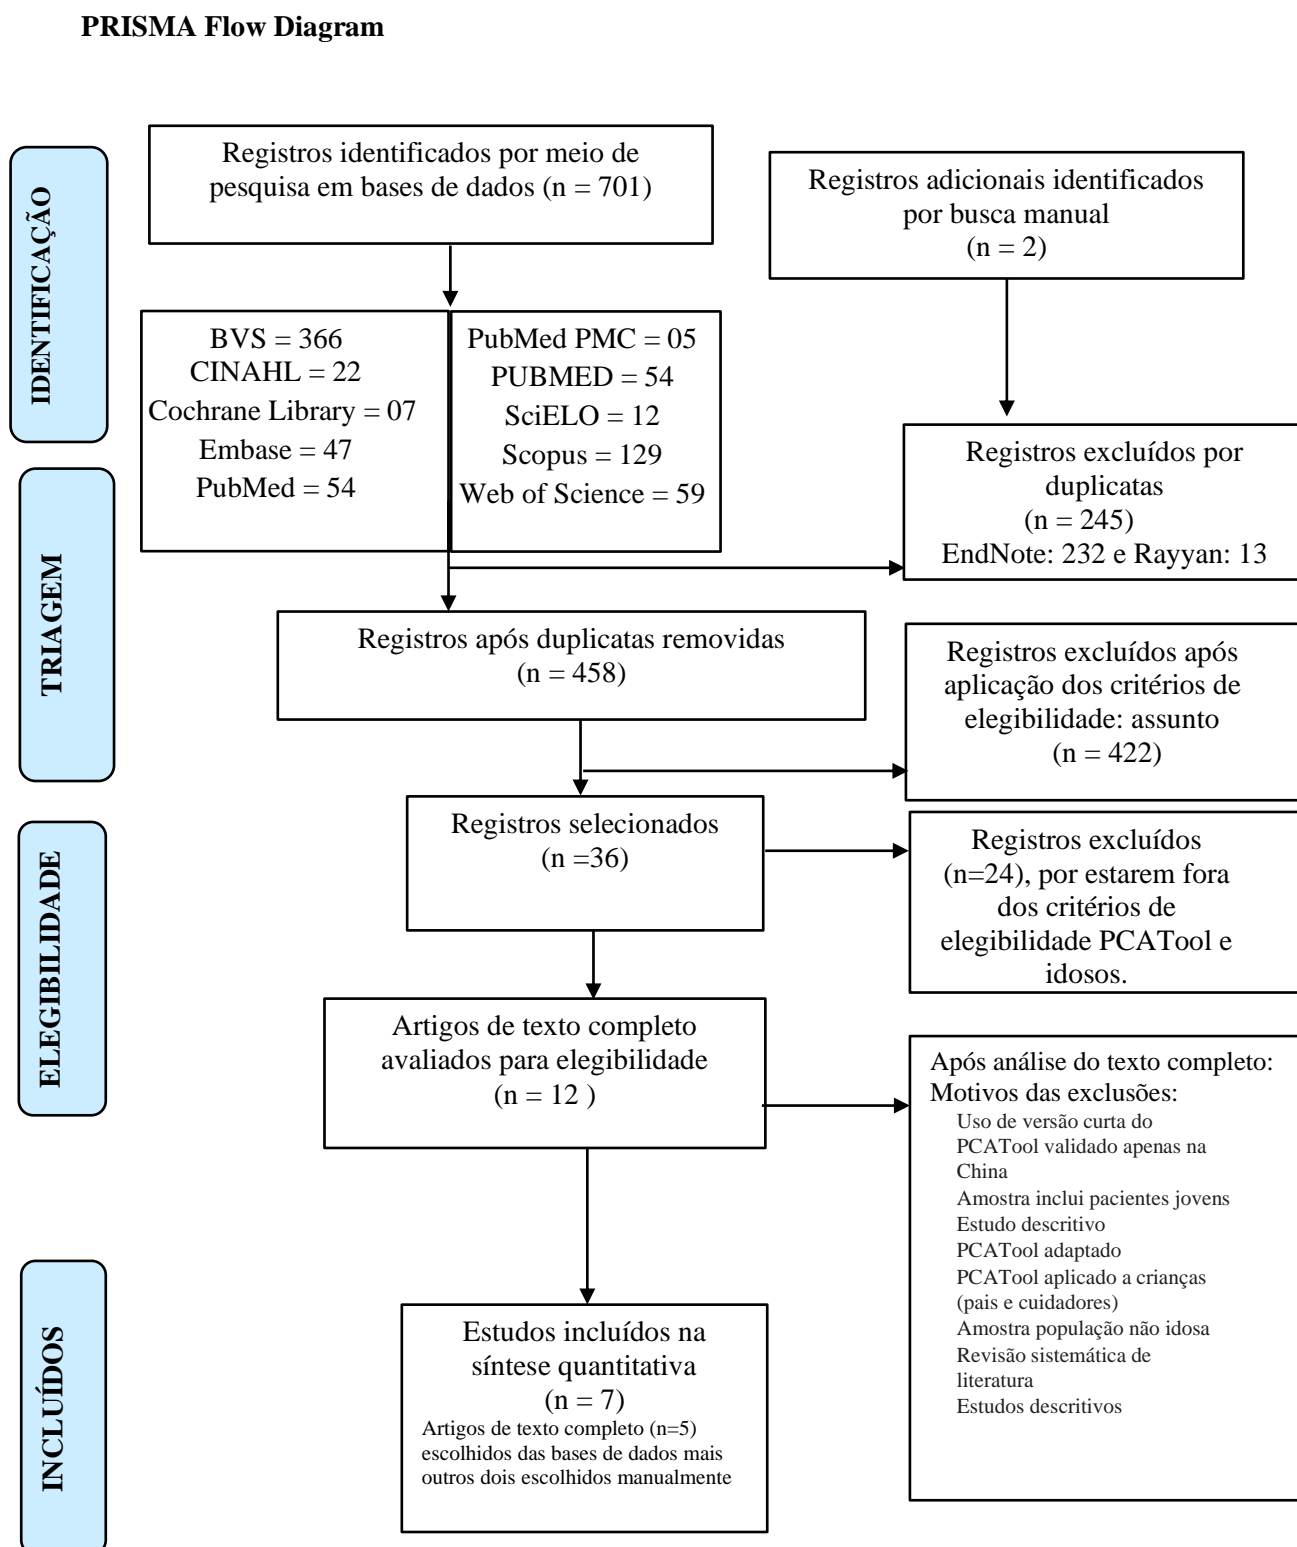 PRISMA Flow Diagram
IDENTIFICAÇÃO
Registros identificados por meio de
pesquisa em bases de dados (n = 701)
Registros adicionais identificados
por busca manual
(n = 2)
BVS = 366
CINAHL = 22
Cochrane Library = 07
Embase = 47
PubMed = 54
PubMed PMC = 05
PUBMED = 54
SciELO = 12
Scopus = 129
Web of Science = 59
Registros excluídos por
duplicatas
(n = 245)
EndNote: 232 e Rayyan: 13
TRIAGEM
Registros após duplicatas removidas
(n = 458)
Registros excluídos após
aplicação dos critérios de
elegibilidade: assunto
(n = 422)
ELEGIBILIDADE
Registros selecionados
(n =36)
Registros excluídos
(n=24), por estarem fora
dos critérios de
elegibilidade PCATool e
idosos.
Artigos de texto completo
avaliados para elegibilidade
(n = 12 )
Após análise do texto completo:
Motivos das exclusões:
Uso de versão curta do
PCATool validado apenas na
China
Amostra inclui pacientes jovens
Estudo descritivo
PCATool adaptado
PCATool aplicado a crianças
(pais e cuidadores)
Amostra população não idosa
Revisão sistemática de
literatura
Estudos descritivos
INCLUÍDOS
Estudos incluídos na
síntese quantitativa
(n = 7)
Artigos de texto completo (n=5)
escolhidos das bases de dados mais
outros dois escolhidos manualmente